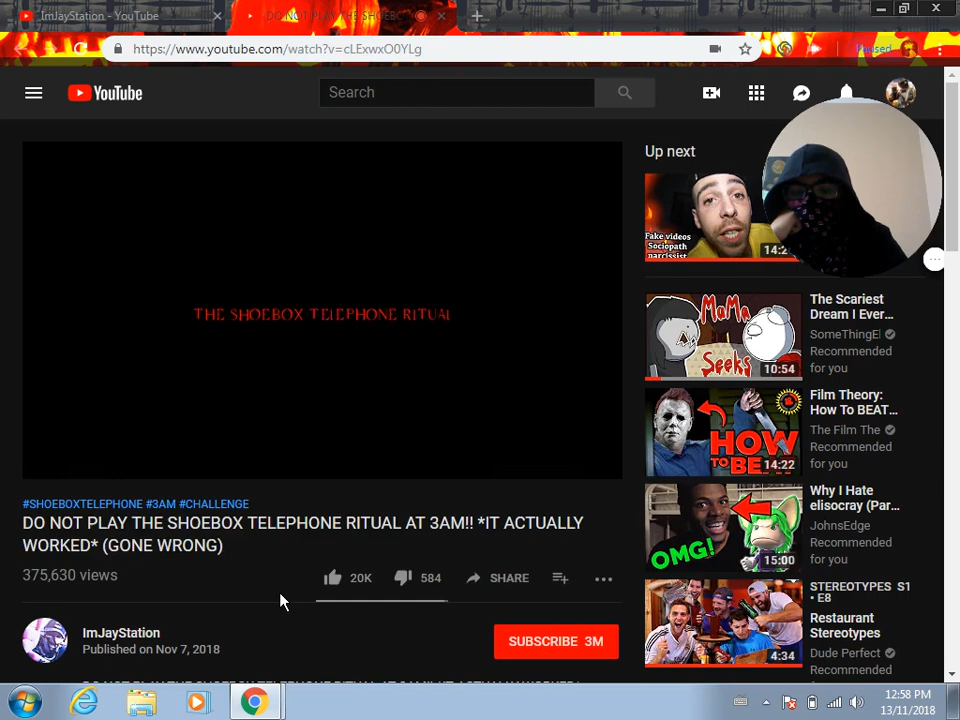 ImJayStation - YouTube
DO NOT PLAY THE SHOEBO
https://www.youtube.com/watch?v=cLExwxO0YLg
Paused
YouTube
Search
Up next
Fake videos
Sociopath
narcissist
THE SHOEBOX TELEPHONE RITUAL
MaMa
Seeks
10:54
The Scariest
Dream I Ever...
SomeThingEl
Recommended
for you
HOW
TO BE
14:22
Film Theory:
How To BEAT...
The Film The
Recommended
for you
OMG!
15:00
Why I Hate
elisocray (Par...
JohnsEdge
Recommended
for you
4:34
STEREOTYPES S1
• E8
Restaurant
Stereotypes
Dude Perfect
Recommended
#SHOEBOXTELEPHONE #3AM #CHALLENGE
DO NOT PLAY THE SHOEBOX TELEPHONE RITUAL AT 3AM!! *IT ACTUALLY
WORKED* (GONE WRONG)
375,630 views
20K
584
SHARE
ImJayStation
Published on Nov 7, 2018
SUBSCRIBE 3M
12:58 PM
13/11/2018